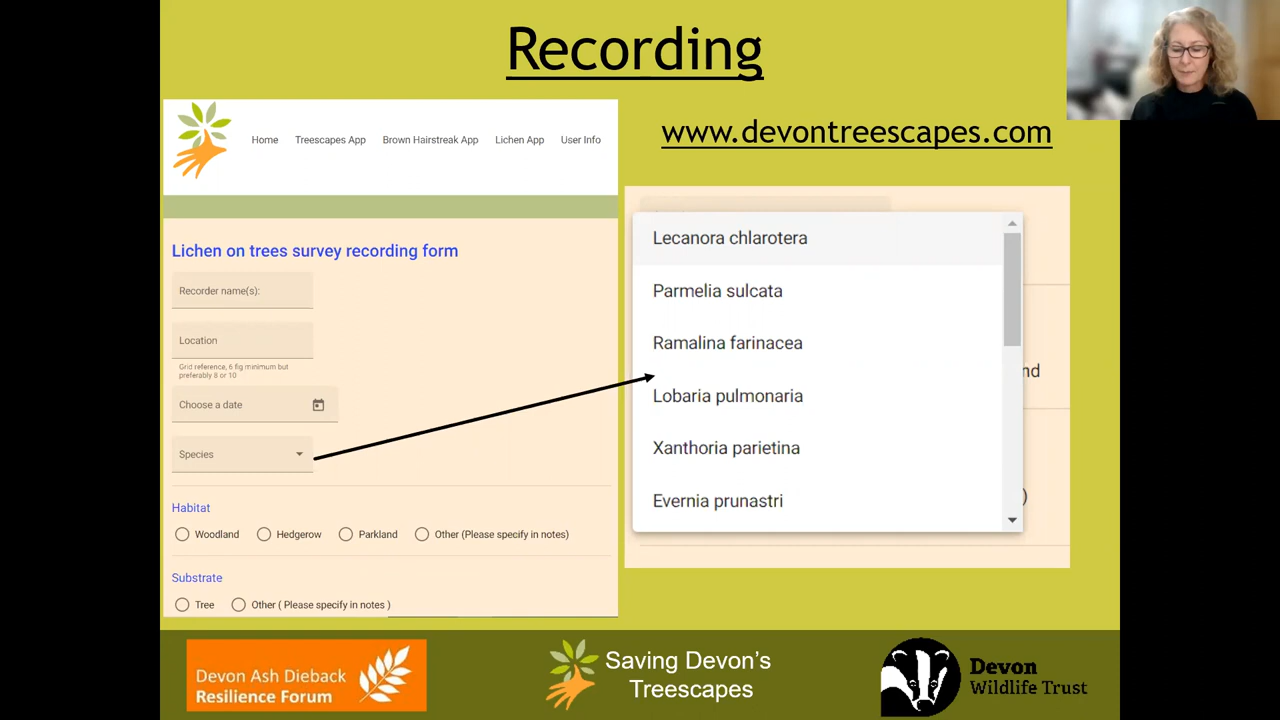 Recording
Home Treescapes App Brown Hairstreak App Lichen App User Info
www.devontreescapes.com
Lichen on trees survey recording form
Recorder name(s):
Location
Grid reference, 6 fig minimum but
preferably 8 or 10
Choose a date
Species
Habitat
Woodland Hedgerow Parkland Other (Please specify in notes)
Substrate
Tree Other ( Please specify in notes )
Lecanora chlarotera
Parmelia sulcata
Ramalina farinacea
Lobaria pulmonaria
Xanthoria parietina
Evernia prunastri
nd
)
Devon Ash Dieback
Resilience Forum
Saving Devon's
Treescapes
Devon
Wildlife Trust